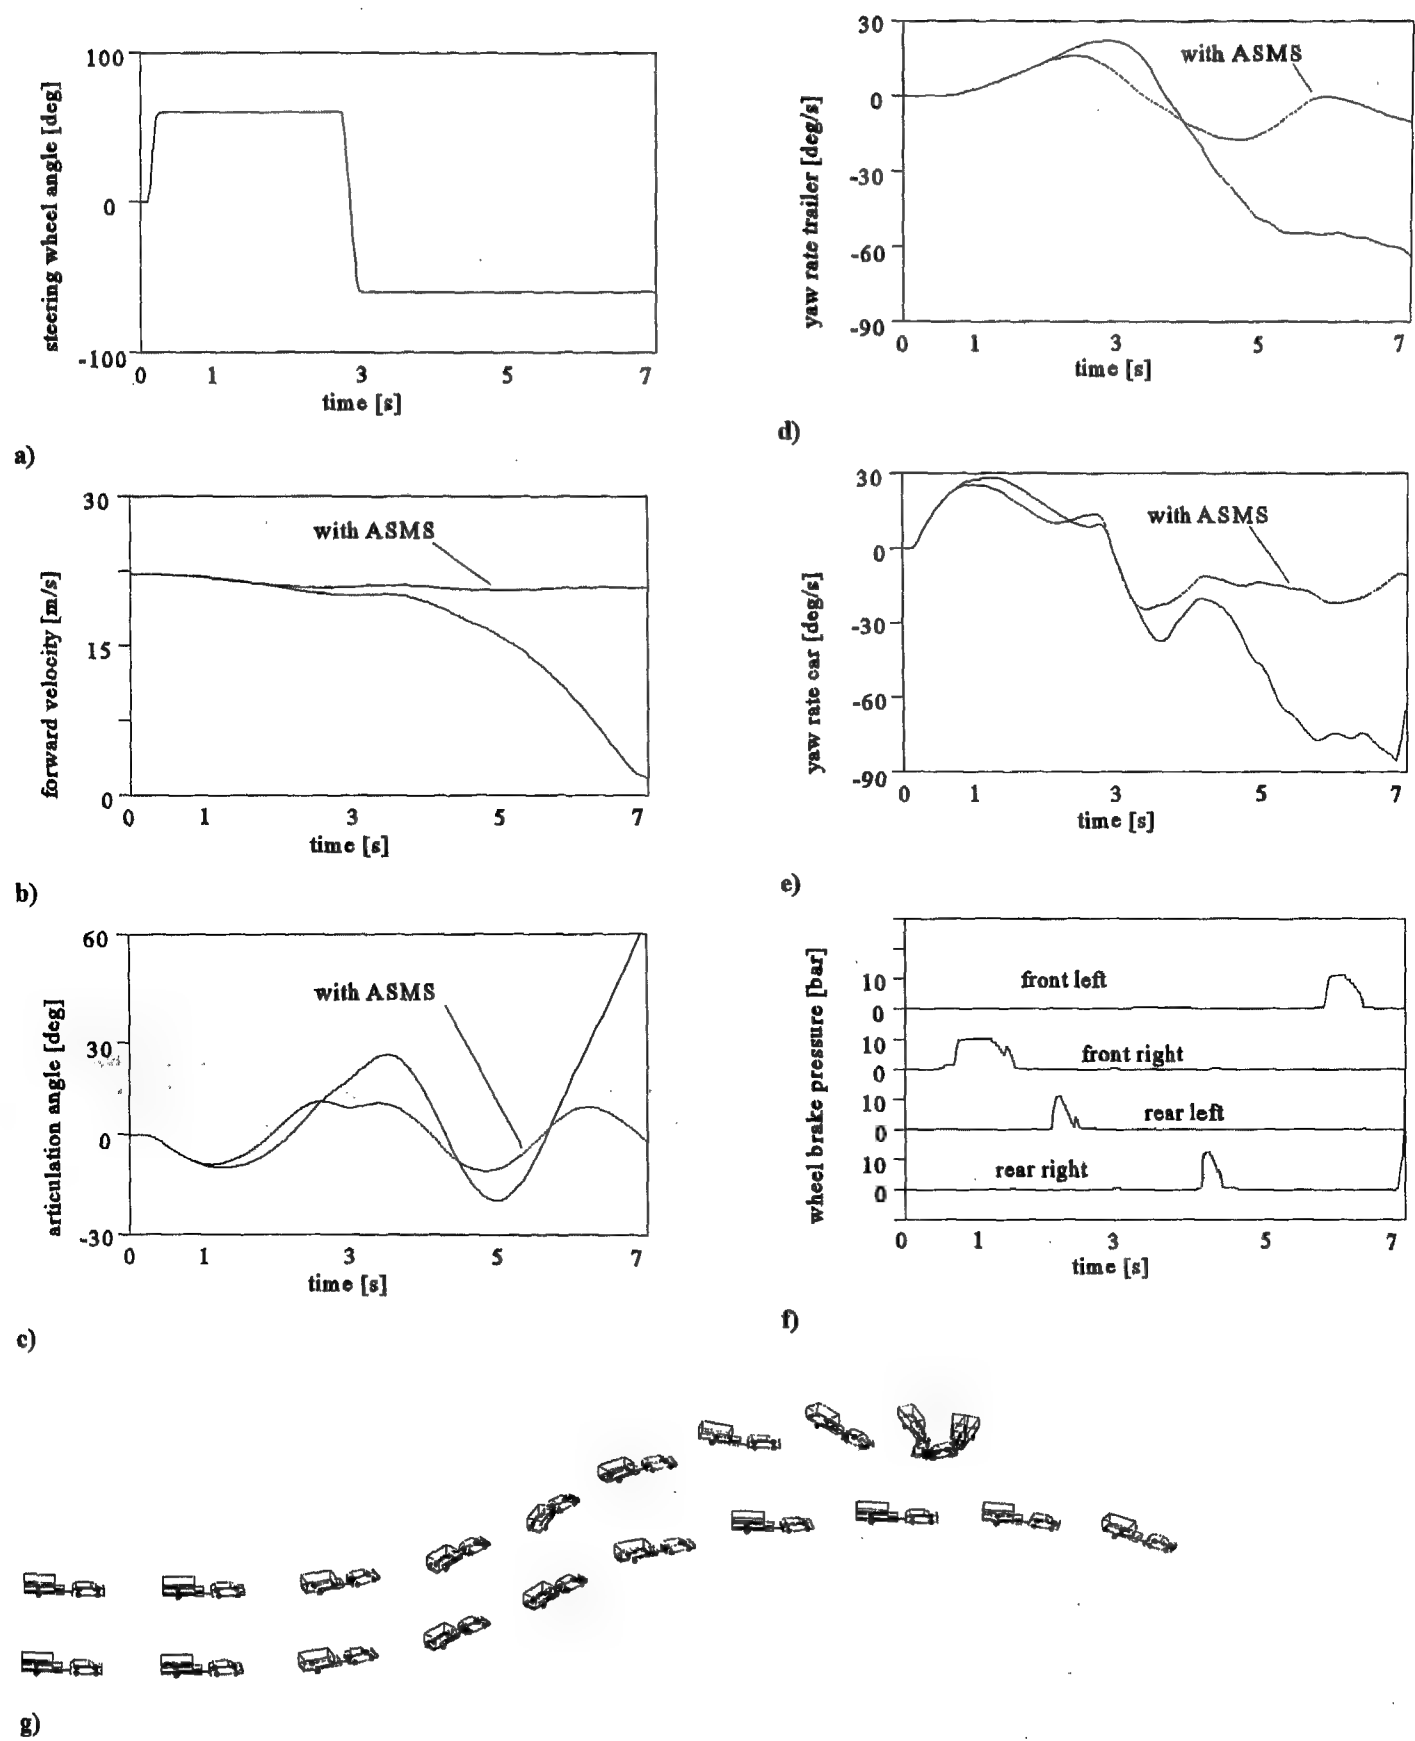 100
0
-100
steering wheel angle [deg]
0 1 3 5 7
time [s]
a)
30
15
0
forward velocity [m/s]
with ASMS
0 1 3 5 7
time [s]
b)
60
30
0
-30
articulation angle [deg]
with ASMS
0 1 3 5 7
time [s]
c)
30
0
-30
-60
-90
yaw rate trailer [deg/s]
with ASMS
0 1 3 5 7
time [s]
d)
30
0
-30
-60
-90
yaw rate car [deg/s]
with ASMS
0 1 3 5 7
time [s]
e)
wheel brake pressure [bar]
10
0
front left
10
0
front right
10
0
rear left
10
0
rear right
0 1 3 5 7
time [s]
f)
g)